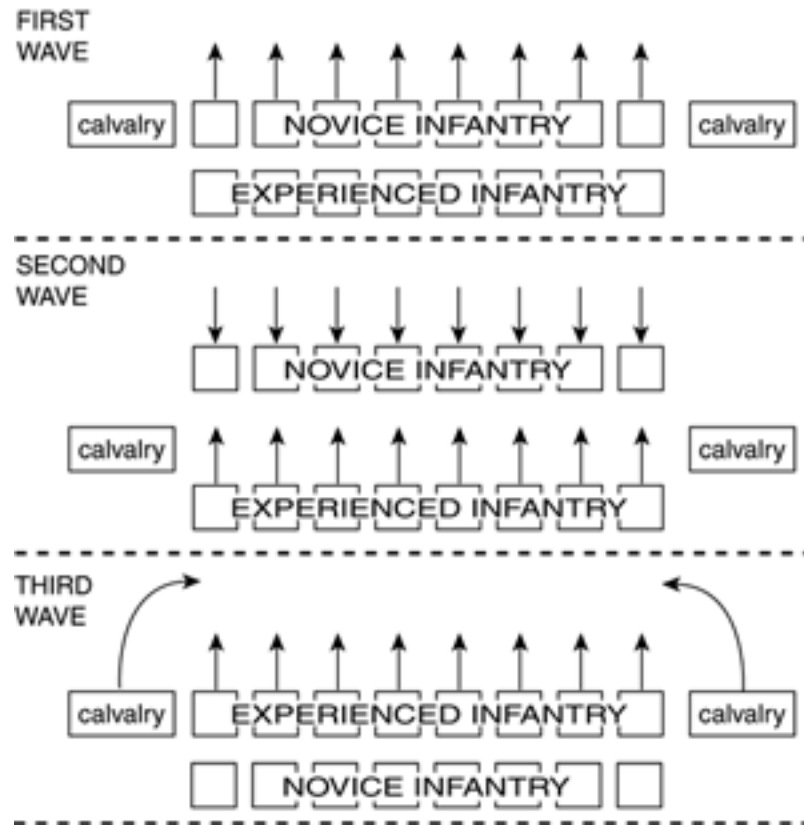 FIRST
WAVE
calvalry NOVICE INFANTRY calvalry
EXPERIENCED INFANTRY
SECOND
WAVE
NOVICE INFANTRY
calvalry calvalry
EXPERIENCED INFANTRY
THIRD
WAVE
calvalry EXPERIENCED INFANTRY calvalry
NOVICE INFANTRY